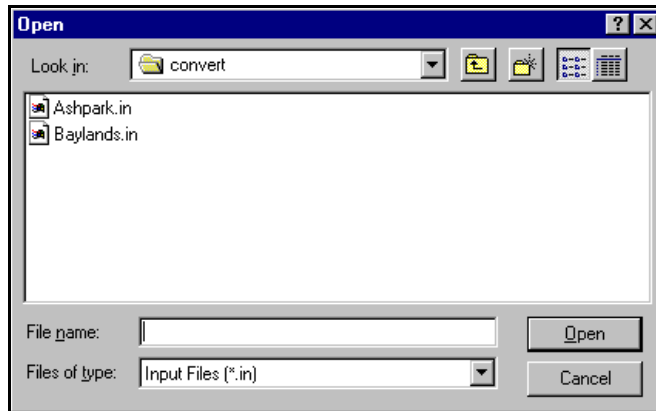 Open
Look in: convert
Ashpark.in
Baylands.in
File name: Open
Files of type: Input Files (*.in) Cancel